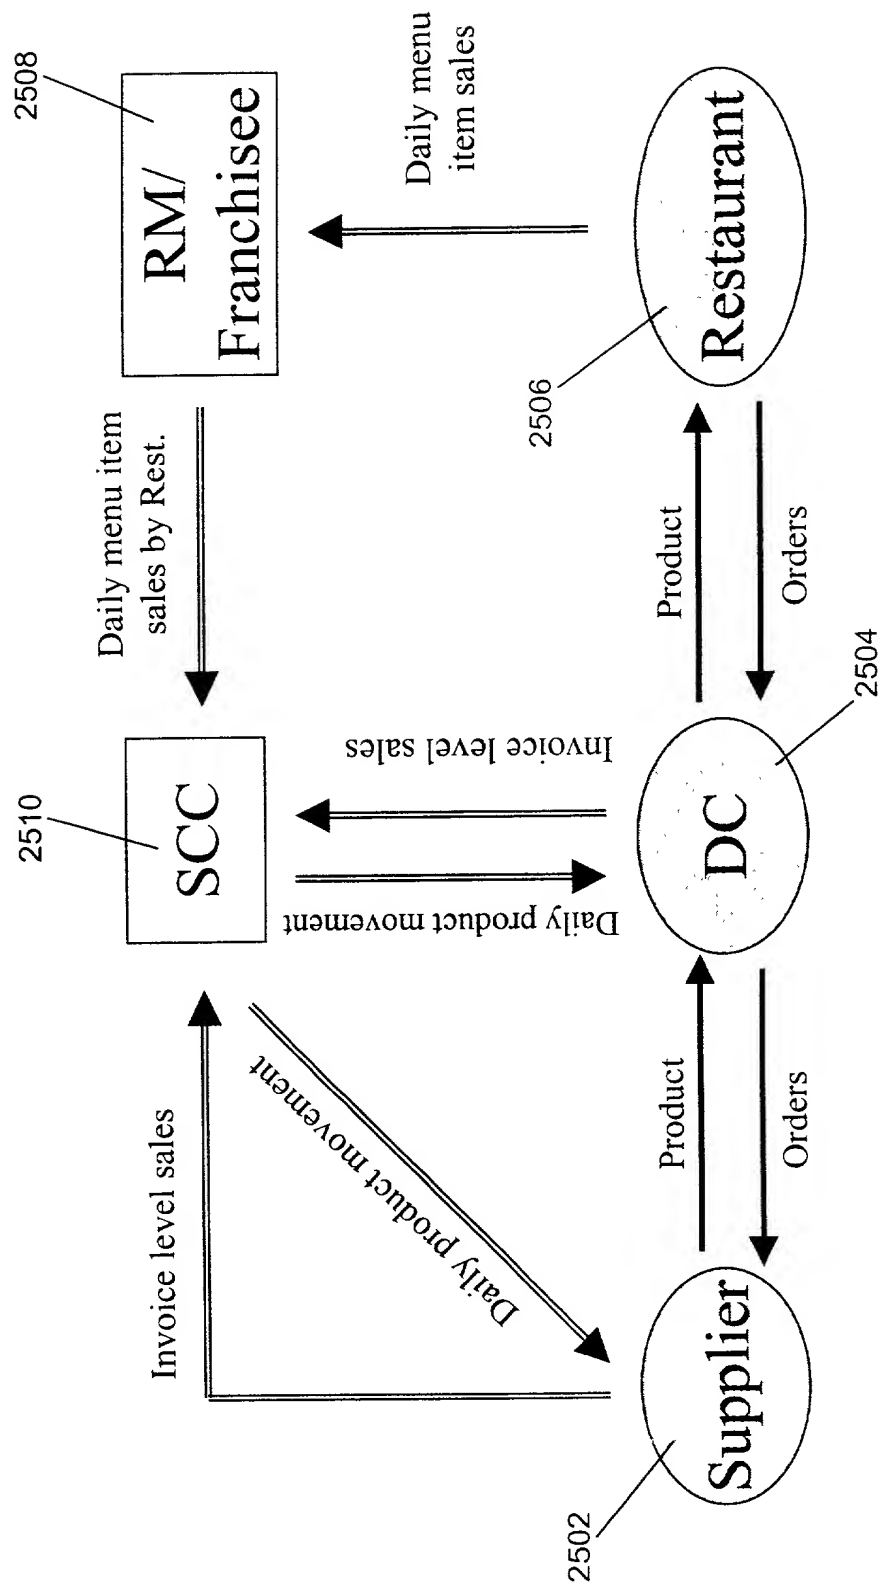 2510
2508
SCC
RM/
Franchisee
Invoice level sales
Daily menu item
sales by Rest.
Daily product movement
Daily product movement
Invoice level sales
Daily menu
item sales
2502
2506
Supplier
Product
Orders
DC
2504
Product
Orders
Restaurant